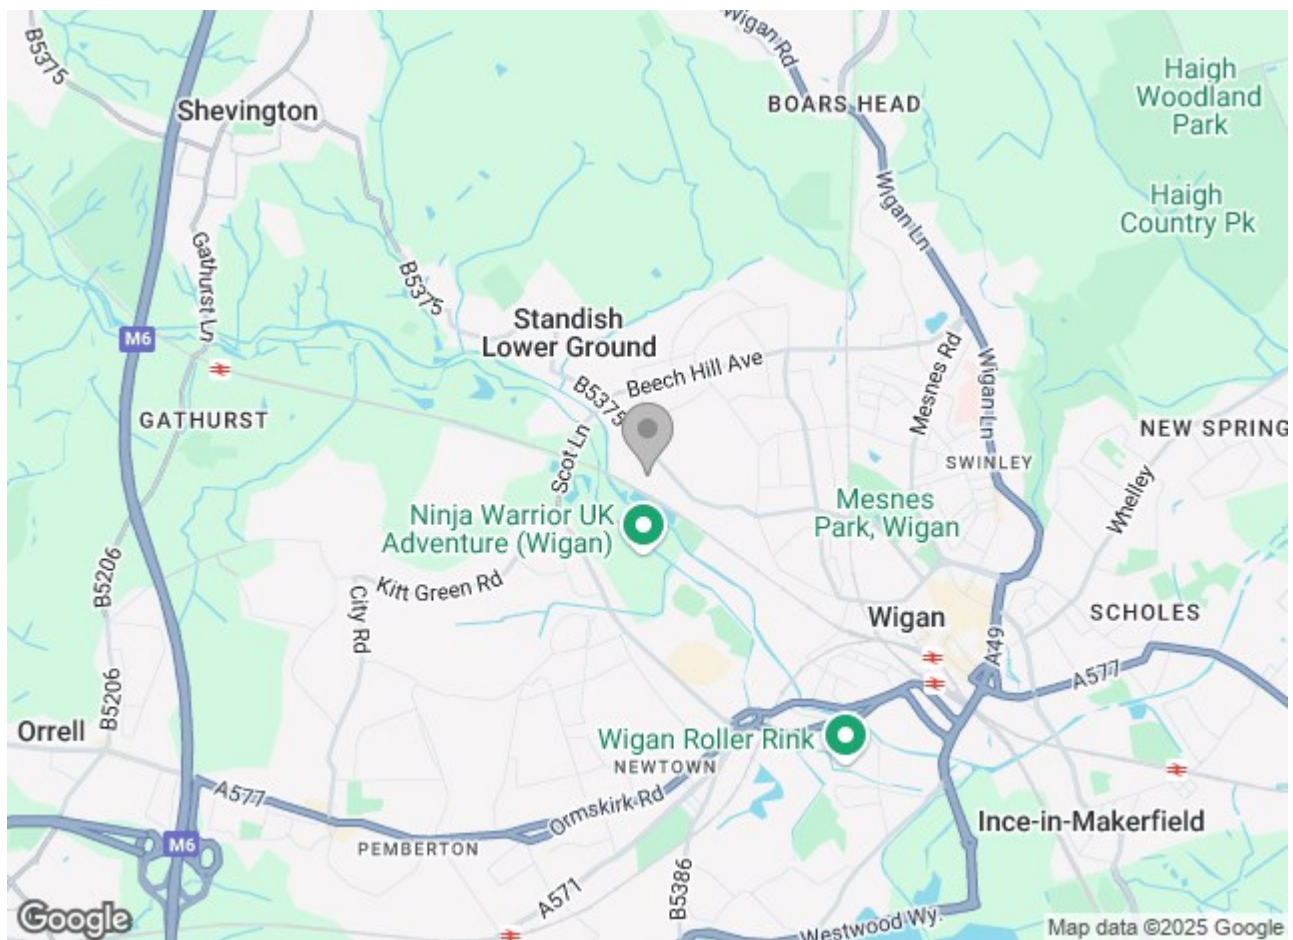 B5375
Shevington
Wigan Rd
BOARS HEAD
Haigh
Woodland
Park
Haigh
Country Pk
Wigan Ln
Gathurst Ln
B5375
M6
Standish
Lower Ground
Beech Hill Ave
B5375
Mesnes Rd
Wigan Ln
GATHURST
Scot Ln
NEW SPRING
SWINLEY
Whelley
Mesnes
Park, Wigan
Ninja Warrior UK
Adventure (Wigan)
B5206
Kitt Green Rd
City Rd
Wigan
SCHOLES
A49
A577
B5206
Orrell
Wigan Roller Rink
NEWTOWN
A577
Ormskirk Rd
Ince-in-Makerfield
M6
PEMBERTON
A571
B5386
Westwood Wy.
Google
Map data ©2025 Google